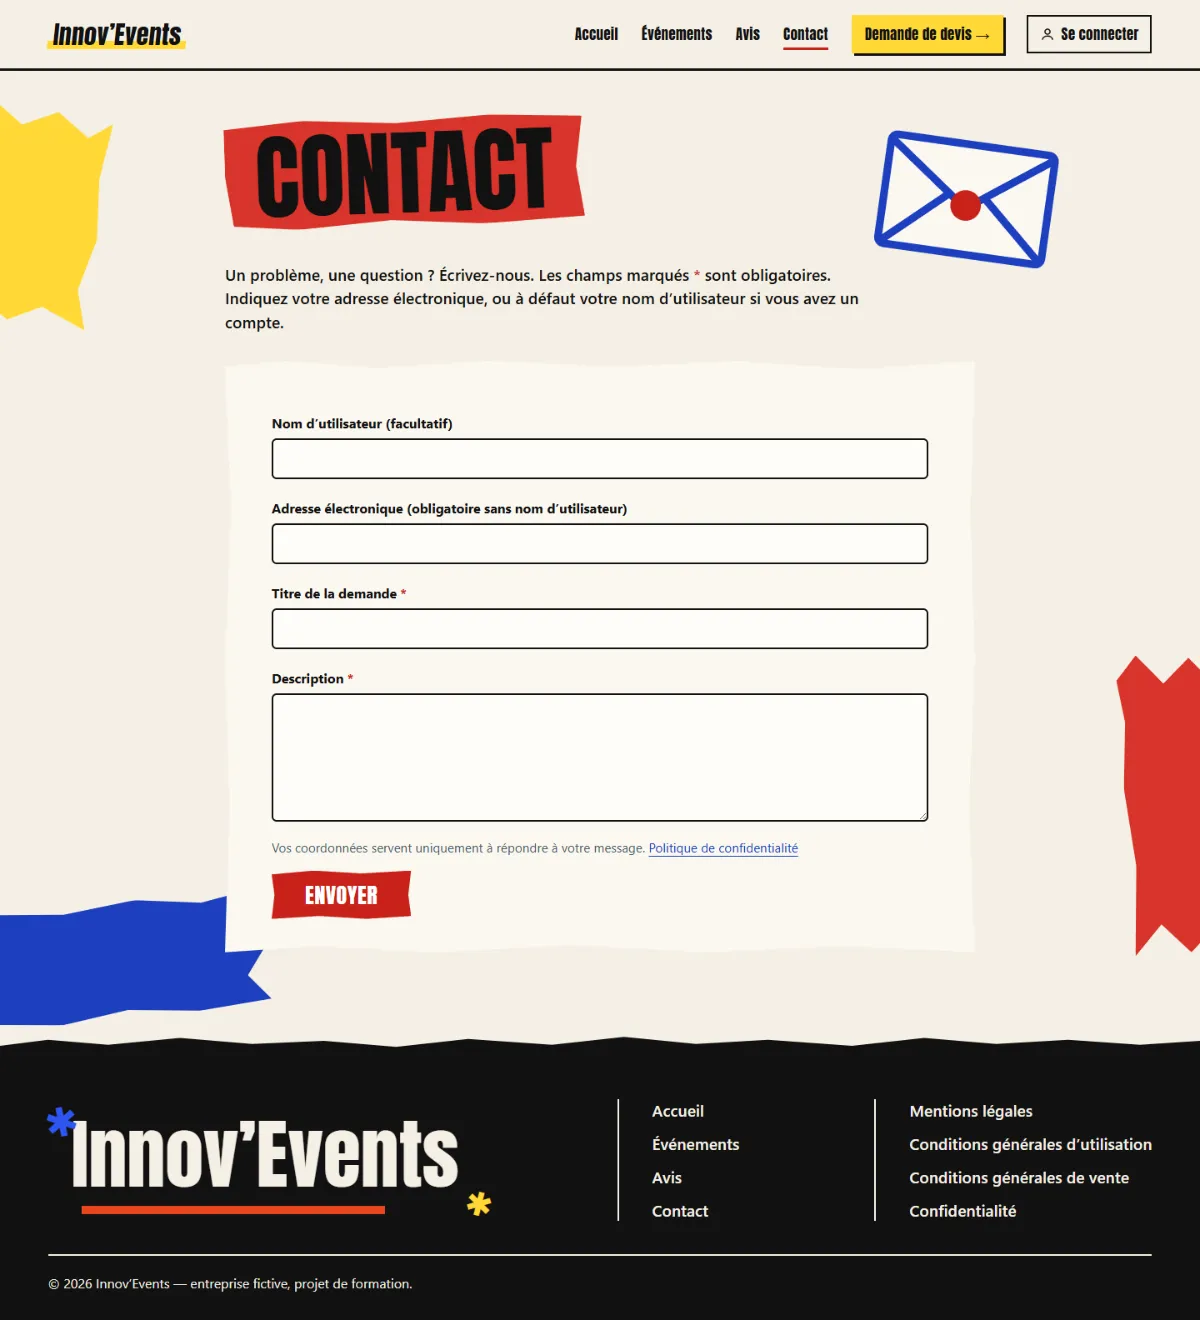 Innov’Events
Accueil
Événements
Avis
Contact
Demande de devis →
Se connecter
CONTACT
Un problème, une question ? Écrivez-nous. Les champs marqués * sont obligatoires.
Indiquez votre adresse électronique, ou à défaut votre nom d’utilisateur si vous avez un
compte.
Nom d’utilisateur (facultatif)
Adresse électronique (obligatoire sans nom d’utilisateur)
Titre de la demande *
Description *
Vos coordonnées servent uniquement à répondre à votre message. Politique de confidentialité
ENVOYER
Innov’Events
Accueil
Événements
Avis
Contact
Mentions légales
Conditions générales d’utilisation
Conditions générales de vente
Confidentialité
© 2026 Innov’Events — entreprise fictive, projet de formation.